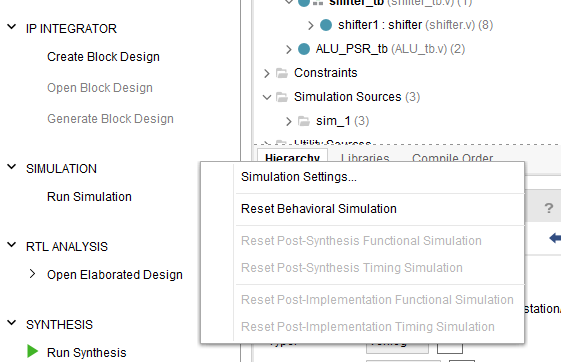 IP INTEGRATOR
Create Block Design
Open Block Design
Generate Block Design
SIMULATION
Run Simulation
RTL ANALYSIS
Open Elaborated Design
SYNTHESIS
Run Synthesis
shifter_tb (shifter_tb.v) (2)
shifter1 : shifter (shifter.v) (8)
ALU_PSR_tb (ALU_tb.v) (2)
Constraints
Simulation Sources (3)
sim_1 (3)
Utility Sources
Hierarchy Libraries Compile Order
Simulation Settings...
Reset Behavioral Simulation
Reset Post-Synthesis Functional Simulation
Reset Post-Synthesis Timing Simulation
Reset Post-Implementation Functional Simulation
Reset Post-Implementation Timing Simulation
?
station/
Type: